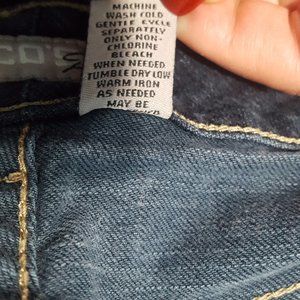 MACHINE
WASH COLD
GENTLE CYCLE
SEPARATELY
ONLY NON-
CHLORINE
BLEACH
WHEN NEEDED
TUMBLE DRY LOW
WARM IRON
AS NEEDED
MAY BE